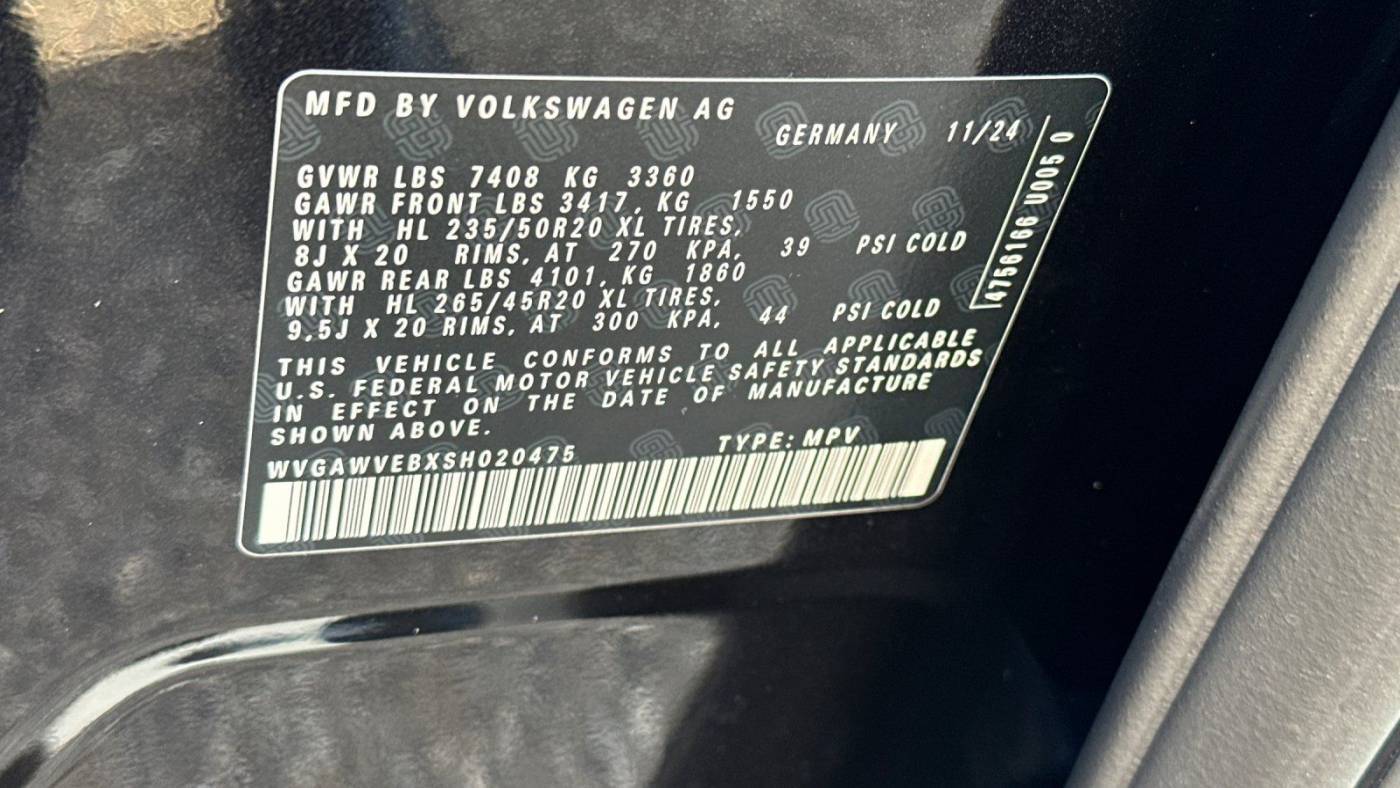 MFD BY VOLKSWAGEN AG
GERMANY 11/24
GVWR LBS 7408 KG 3360
GAWR FRONT LBS 3417, KG 1550
WITH HL 235/50R20 XL TIRES,
8J X 20 RIMS, AT 270 KPA, 39 PSI COLD
GAWR REAR LBS 4101, KG 1860
WITH HL 265/45R20 XL TIRES,
9,5J X 20 RIMS, AT 300 KPA, 44 PSI COLD
THIS VEHICLE CONFORMS TO ALL APPLICABLE
U.S. FEDERAL MOTOR VEHICLE SAFETY STANDARDS
IN EFFECT ON THE DATE OF MANUFACTURE
SHOWN ABOVE.
WVGAWVEBXSH020475 TYPE: MPV
4756166 U005 0